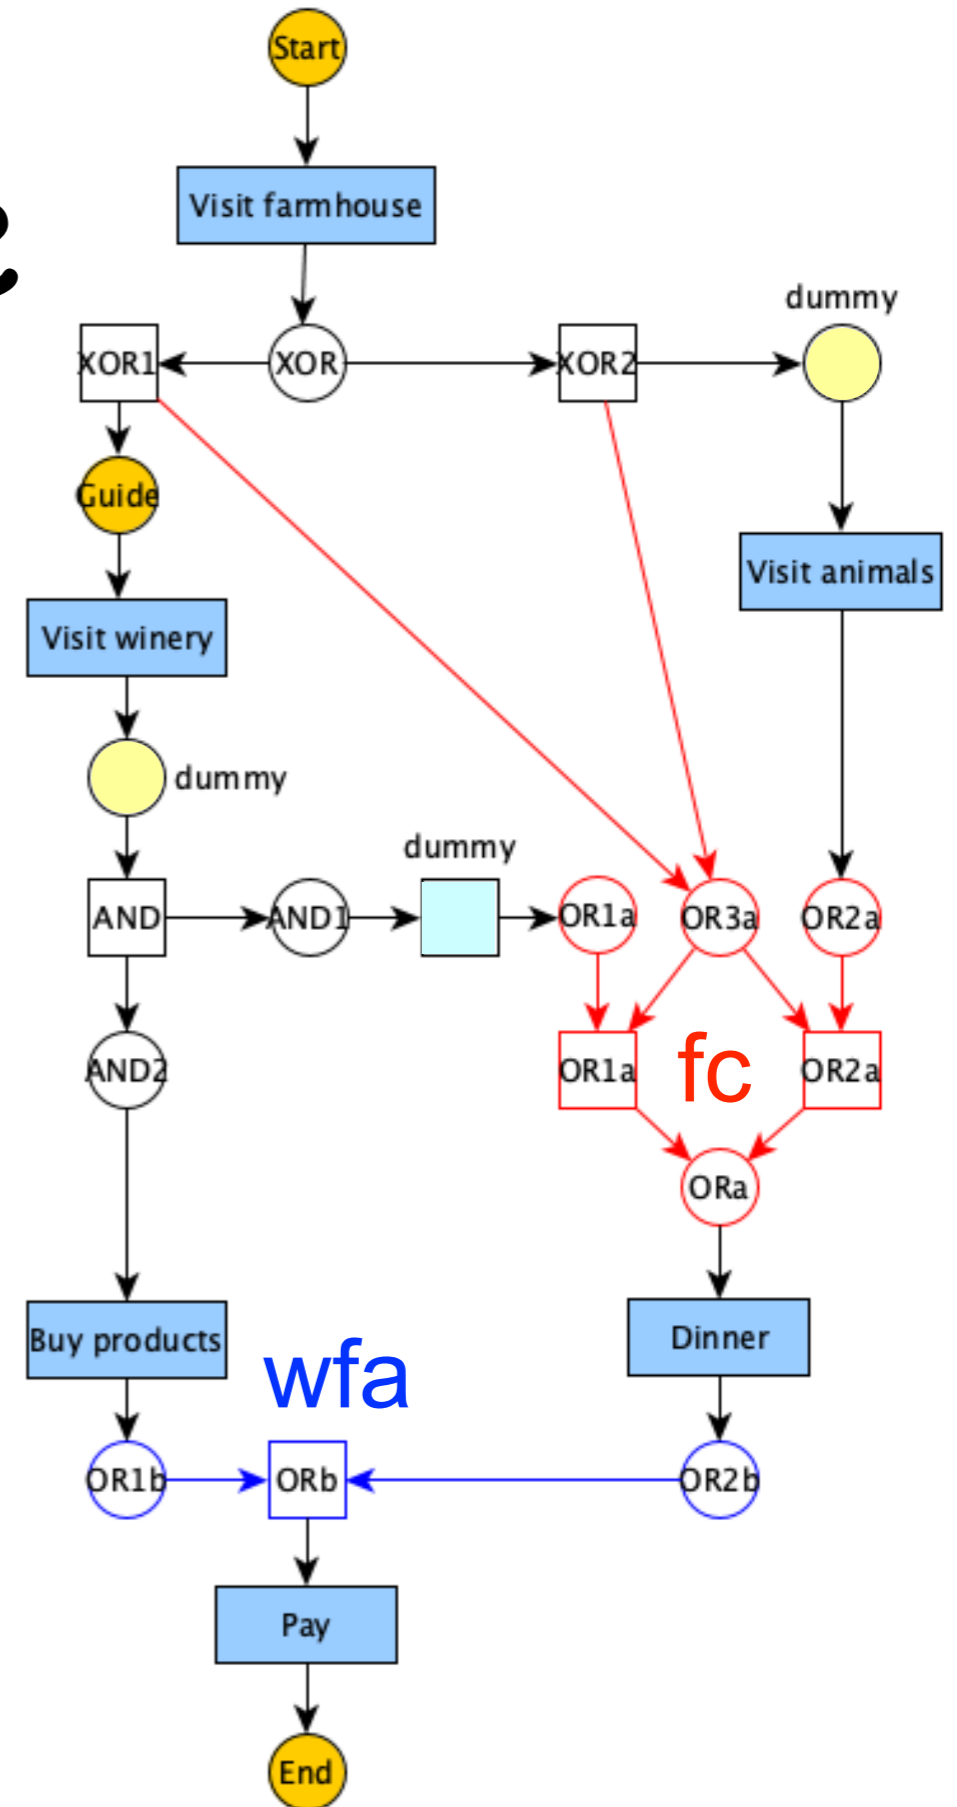 Start
Visit farmhouse
dummy
XOR1
XOR
XOR2
Guide
Visit animals
Visit winery
dummy
dummy
AND
AND1
OR1a
OR3a
OR2a
AND2
OR1a
fc
OR2a
ORa
Buy products
Dinner
wfa
OR1b
ORb
OR2b
Pay
End